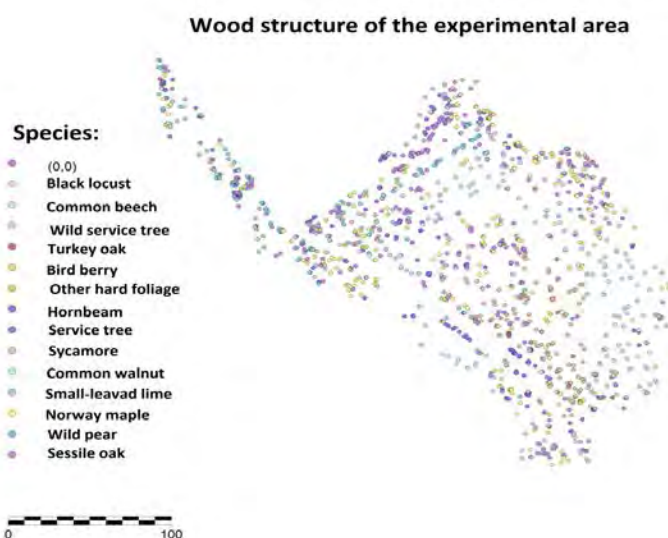 Wood structure of the experimental area
Species:
(0,0)
Black locust
Common beech
Wild service tree
Turkey oak
Bird berry
Other hard foliage
Hornbeam
Service tree
Sycamore
Common walnut
Small-leavad lime
Norway maple
Wild pear
Sessile oak
0 100